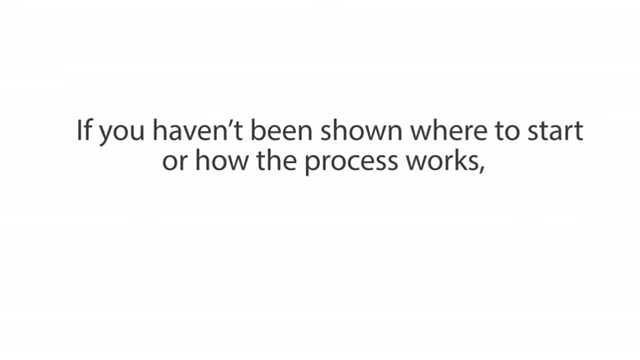 If you haven’t been shown where to start
or how the process works,